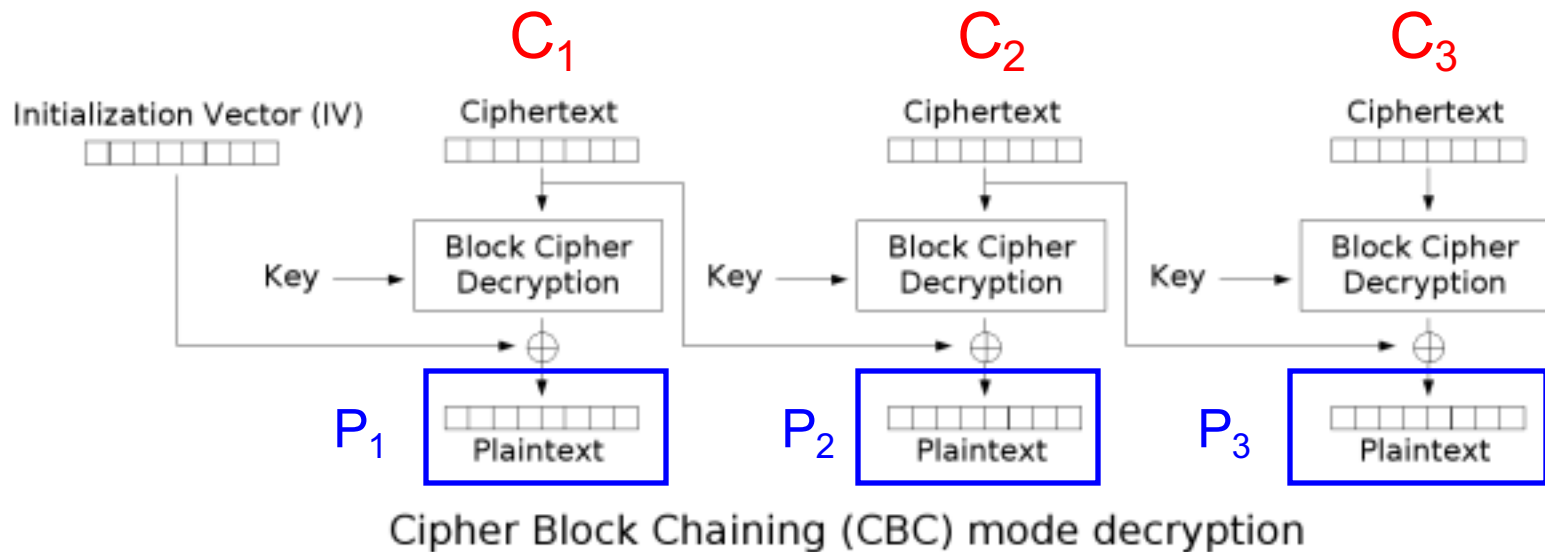 C₁ C₂ C₃
Initialization Vector (IV) Ciphertext Ciphertext Ciphertext
Key Block Cipher Decryption Key Block Cipher Decryption Key Block Cipher Decryption
P₁ Plaintext P₂ Plaintext P₃ Plaintext
Cipher Block Chaining (CBC) mode decryption